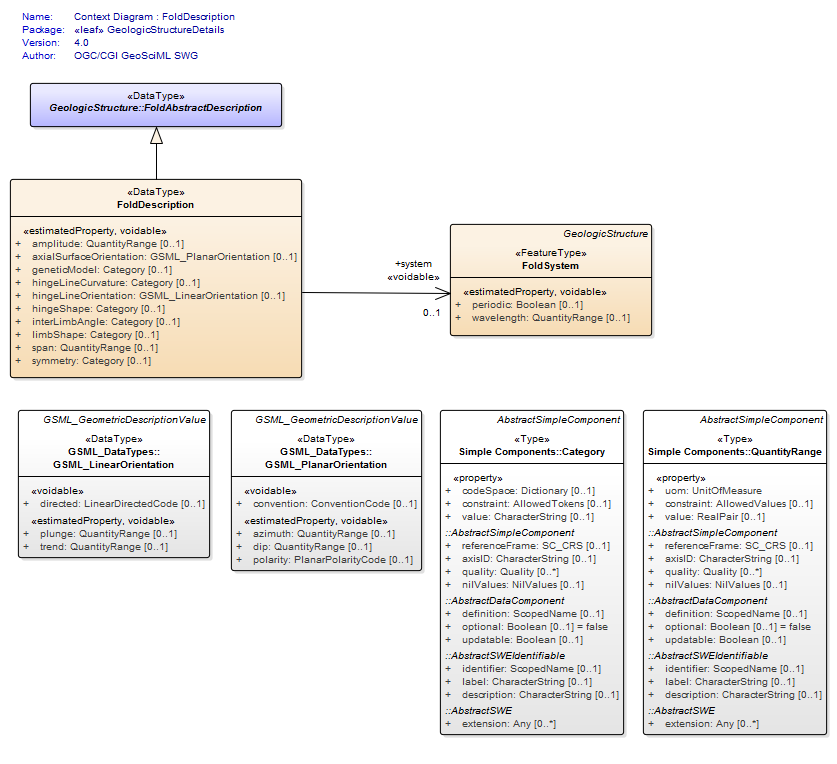 Name: Context Diagram : FoldDescription
Package: «leaf» GeologicStructureDetails
Version: 4.0
Author: OGC/CGI GeoSciML SWG
«DataType»
GeologicStructure::FoldAbstractDescription
«DataType»
FoldDescription
«estimatedProperty, voidable»
+ amplitude: QuantityRange [0..1]
+ axialSurfaceOrientation: GSML_PlanarOrientation [0..1]
+ geneticModel: Category [0..1]
+ hingeLineCurvature: Category [0..1]
+ hingeLineOrientation: GSML_LinearOrientation [0..1]
+ hingeShape: Category [0..1]
+ interLimbAngle: Category [0..1]
+ limbShape: Category [0..1]
+ span: QuantityRange [0..1]
+ symmetry: Category [0..1]
+system
«voidable»
0..1
GeologicStructure
«FeatureType»
FoldSystem
«estimatedProperty, voidable»
+ periodic: Boolean [0..1]
+ wavelength: QuantityRange [0..1]
GSML_GeometricDescriptionValue
«DataType»
GSML_DataTypes::
GSML_LinearOrientation
«voidable»
+ directed: LinearDirectedCode [0..1]
«estimatedProperty, voidable»
+ plunge: QuantityRange [0..1]
+ trend: QuantityRange [0..1]
GSML_GeometricDescriptionValue
«DataType»
GSML_DataTypes::
GSML_PlanarOrientation
«voidable»
+ convention: ConventionCode [0..1]
«estimatedProperty, voidable»
+ azimuth: QuantityRange [0..1]
+ dip: QuantityRange [0..1]
+ polarity: PlanarPolarityCode [0..1]
AbstractSimpleComponent
«Type»
Simple Components::Category
«property»
+ codeSpace: Dictionary [0..1]
+ constraint: AllowedTokens [0..1]
+ value: CharacterString [0..1]
::AbstractSimpleComponent
+ referenceFrame: SC_CRS [0..1]
+ axisID: CharacterString [0..1]
+ quality: Quality [0..*]
+ nilValues: NilValues [0..1]
::AbstractDataComponent
+ definition: ScopedName [0..1]
+ optional: Boolean [0..1] = false
+ updatable: Boolean [0..1]
::AbstractSWEIdentifiable
+ identifier: ScopedName [0..1]
+ label: CharacterString [0..1]
+ description: CharacterString [0..1]
::AbstractSWE
+ extension: Any [0..*]
AbstractSimpleComponent
«Type»
Simple Components::QuantityRange
«property»
+ uom: UnitOfMeasure
+ constraint: AllowedValues [0..1]
+ value: RealPair [0..1]
::AbstractSimpleComponent
+ referenceFrame: SC_CRS [0..1]
+ axisID: CharacterString [0..1]
+ quality: Quality [0..*]
+ nilValues: NilValues [0..1]
::AbstractDataComponent
+ definition: ScopedName [0..1]
+ optional: Boolean [0..1] = false
+ updatable: Boolean [0..1]
::AbstractSWEIdentifiable
+ identifier: ScopedName [0..1]
+ label: CharacterString [0..1]
+ description: CharacterString [0..1]
::AbstractSWE
+ extension: Any [0..*]